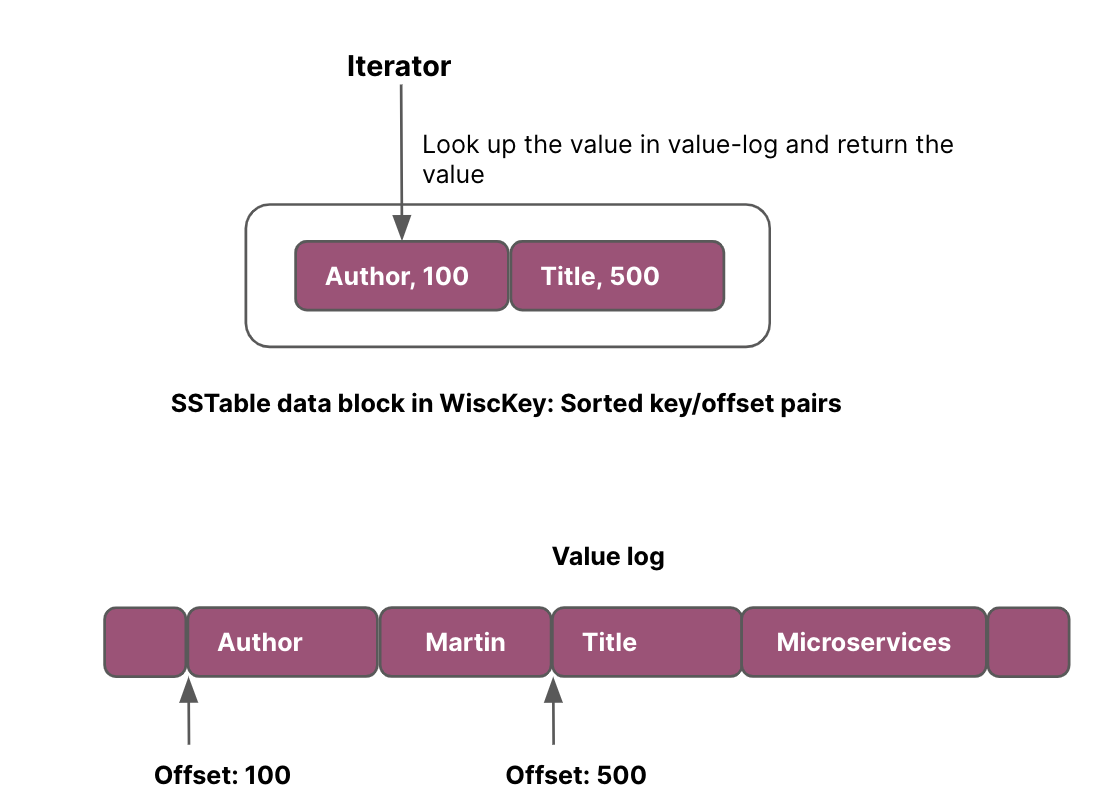 Iterator
Look up the value in value-log and return the
value
Author, 100
Title, 500
SSTable data block in WiscKey: Sorted key/offset pairs
Value log
Author
Martin
Title
Microservices
Offset: 100
Offset: 500